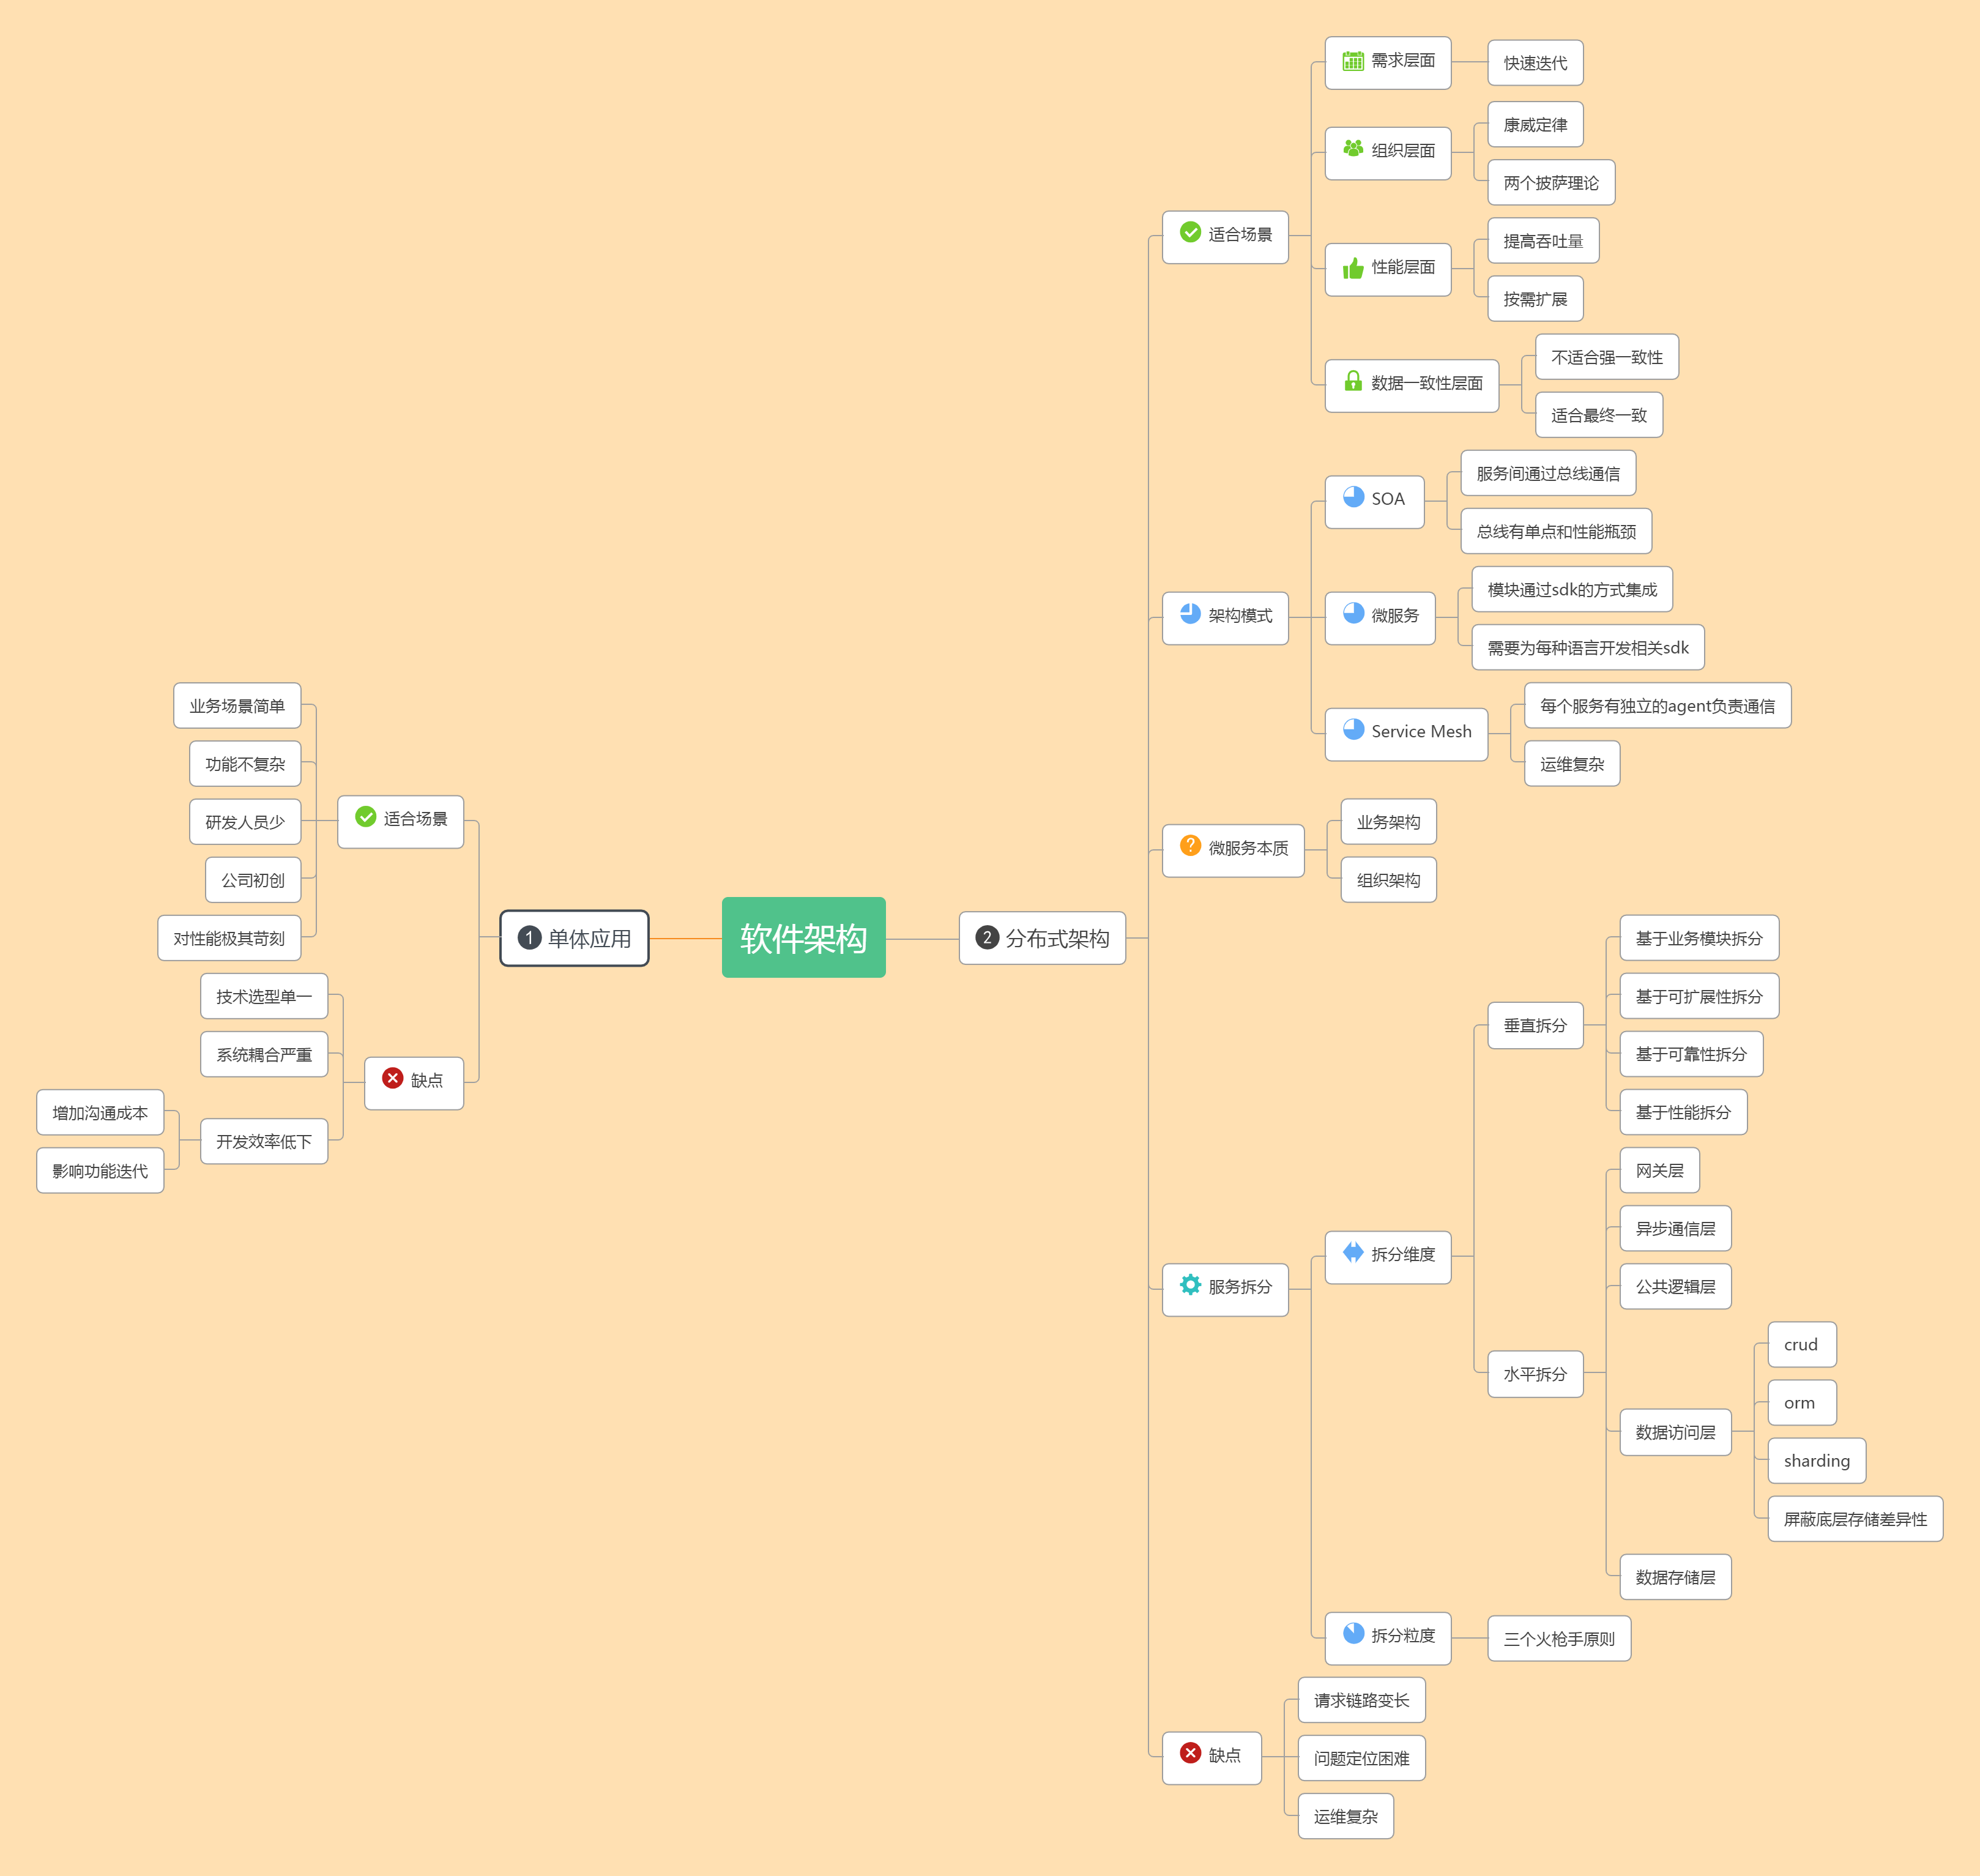 软件架构
1 单体应用
适合场景
业务场景简单
功能不复杂
研发人员少
公司初创
对性能极其苛刻
缺点
技术选型单一
系统耦合严重
开发效率低下
增加沟通成本
影响功能迭代
2 分布式架构
适合场景
需求层面
快速迭代
组织层面
康威定律
两个披萨理论
性能层面
提高吞吐量
按需扩展
数据一致性层面
不适合强一致性
适合最终一致
架构模式
SOA
服务间通过总线通信
总线有单点和性能瓶颈
微服务
模块通过sdk的方式集成
需要为每种语言开发相关sdk
Service Mesh
每个服务有独立的agent负责通信
运维复杂
微服务本质
业务架构
组织架构
服务拆分
拆分维度
垂直拆分
基于业务模块拆分
基于可扩展性拆分
基于可靠性拆分
基于性能拆分
水平拆分
网关层
异步通信层
公共逻辑层
数据访问层
crud
orm
sharding
屏蔽底层存储差异性
数据存储层
拆分粒度
三个火枪手原则
缺点
请求链路变长
问题定位困难
运维复杂